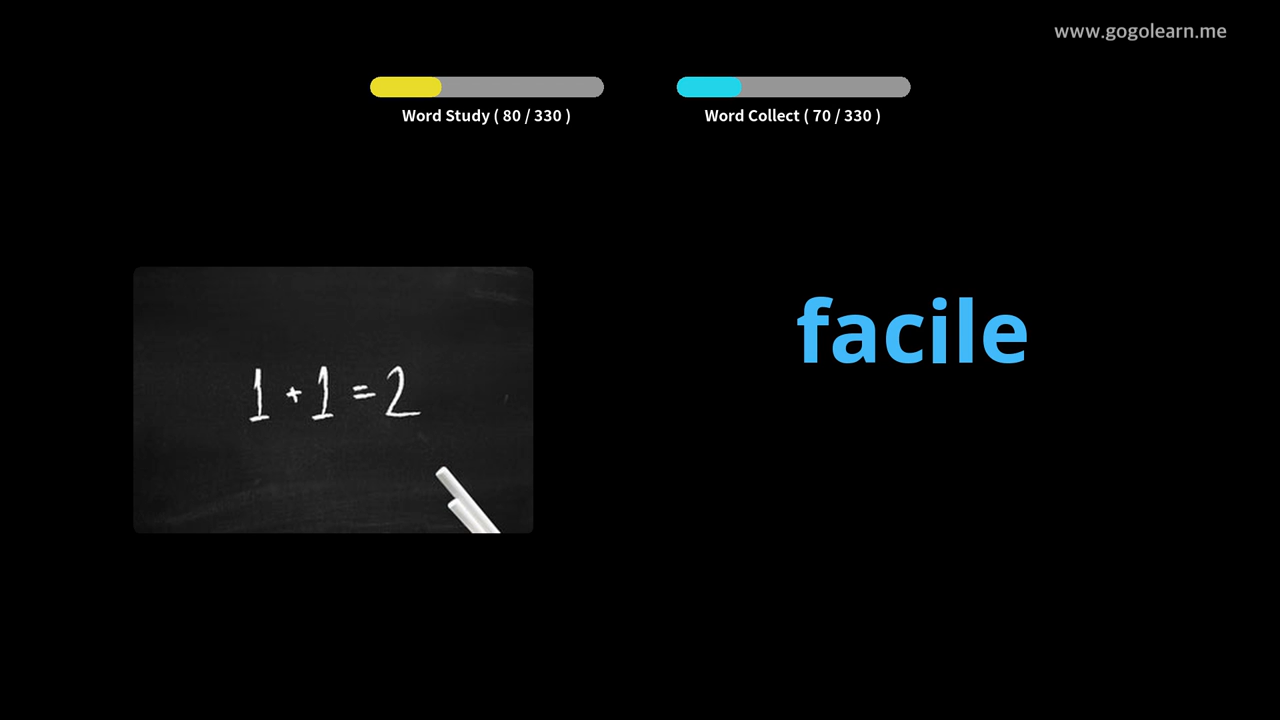 www.gogolearn.me
Word Study ( 80 / 330 )
Word Collect ( 70 / 330 )
1 + 1 = 2
facile